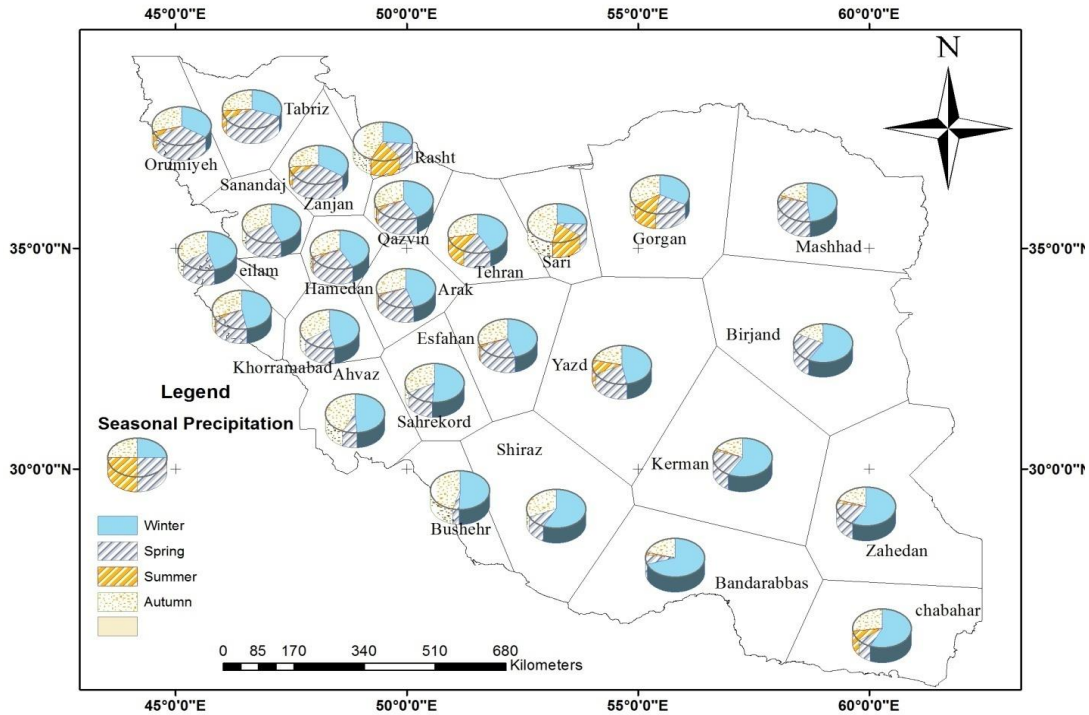 45°0'0"E 50°0'0"E 55°0'0"E 60°0'0"E
N
Tabriz
Orumiyeh
Rasht
Sanandaj
Zanjan
Qazvin
Gorgan
Mashhad
35°0'0"N 35°0'0"N
Tehran
Sari
eilam
Hamedan
Arak
Esfahan
Birjand
Khorramabad
Ahvaz
Yazd
Legend
Seasonal Precipitation
Sahrekord
Shiraz
Kerman
30°0'0"N 30°0'0"N
Bushehr
Winter
Spring
Summer
Autumn
Zahedan
Bandarabbas
chabahar
0 85 170 340 510 680
Kilometers
45°0'0"E 50°0'0"E 55°0'0"E 60°0'0"E